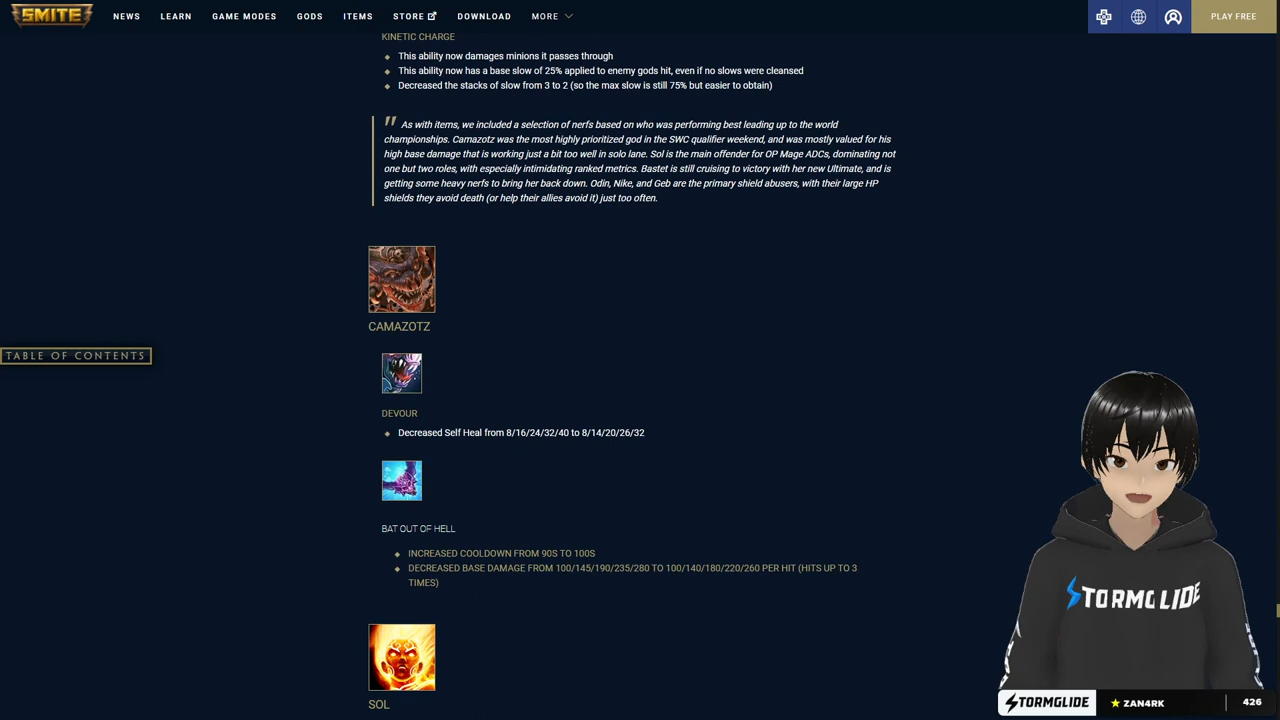 SMITE
NEWS
LEARN
GAME MODES
GODS
ITEMS
STORE
DOWNLOAD
MORE
PLAY FREE
KINETIC CHARGE
This ability now damages minions it passes through
This ability now has a base slow of 25% applied to enemy gods hit, even if no slows were cleansed
Decreased the stacks of slow from 3 to 2 (so the max slow is still 75% but easier to obtain)
" As with items, we included a selection of nerfs based on who was performing best leading up to the world
championships. Camazotz was the most highly prioritized god in the SWC qualifier weekend, and was mostly valued for his
high base damage that is working just a bit too well in solo lane. Sol is the main offender for OP Mage ADCs, dominating not
one but two roles, with especially intimidating ranked metrics. Bastet is still cruising to victory with her new Ultimate, and is
getting some heavy nerfs to bring her back down. Odin, Nike, and Geb are the primary shield abusers, with their large HP
shields they avoid death (or help their allies avoid it) just too often.
CAMAZOTZ
TABLE OF CONTENTS
DEVOUR
Decreased Self Heal from 8/16/24/32/40 to 8/14/20/26/32
BAT OUT OF HELL
INCREASED COOLDOWN FROM 90S TO 100S
DECREASED BASE DAMAGE FROM 100/145/190/235/280 TO 100/140/180/220/260 PER HIT (HITS UP TO 3
TIMES)
STORMGLIDE
SOL
STORMGLIDE
ZAN4RK
426